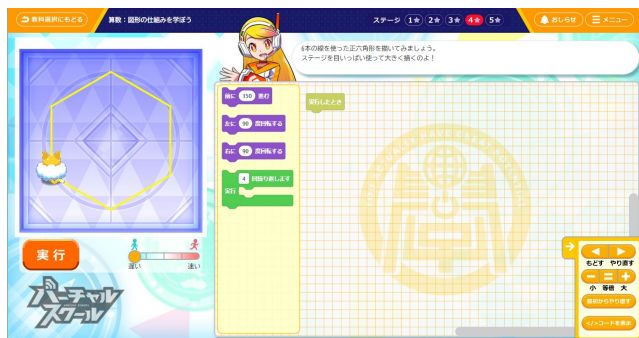 教科選択にもどる
算数：図形の仕組みを学ぼう
ステージ 1★ 2★ 3★ 4★ 5★
おしらせ
メニュー
6本の線を使った正六角形を描いてみましょう。
ステージを目いっぱい使って大きく描くのよ！
前に 150 進む
左に 90 度回転する
右に 90 度回転する
4 回繰り返します
実行
実行したとき
実行
遅い 速い
バーチャル
スクール
もどす やり直す
小 等倍 大
最初からやり直す
</>コードを表示